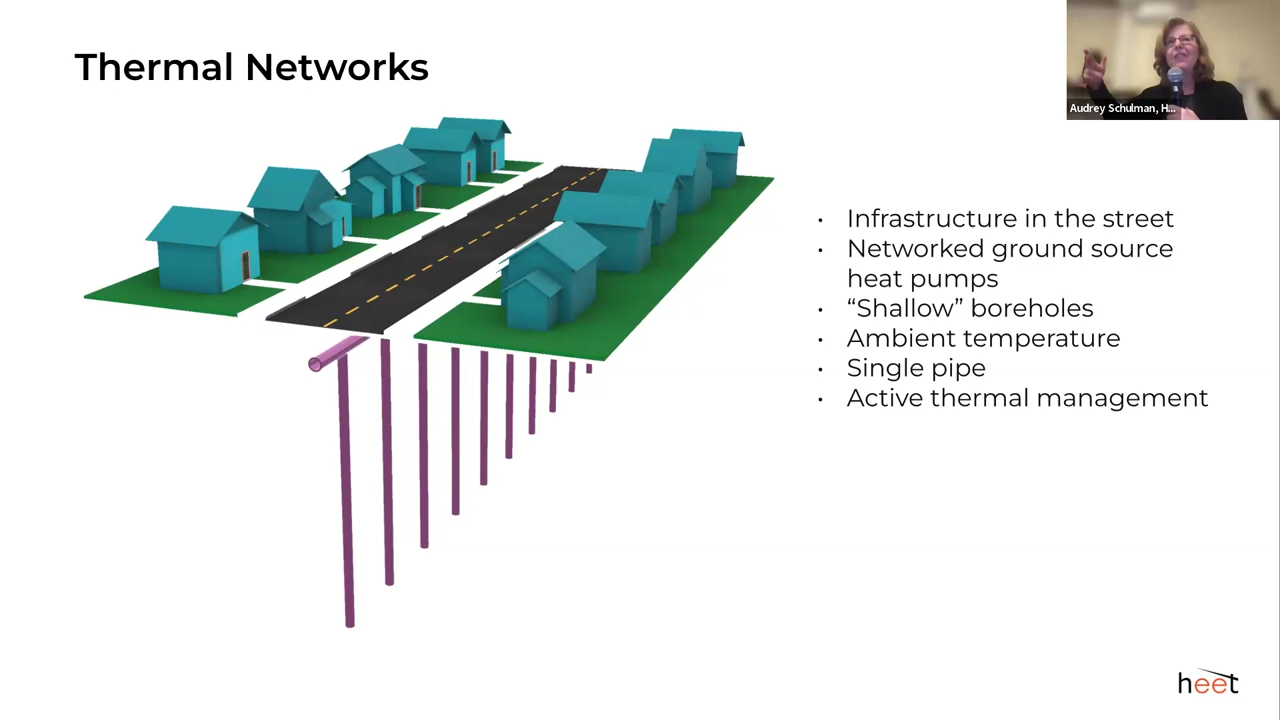 Thermal Networks
Audrey Schulman, H...
• Infrastructure in the street
• Networked ground source
heat pumps
• “Shallow” boreholes
• Ambient temperature
• Single pipe
• Active thermal management
heet